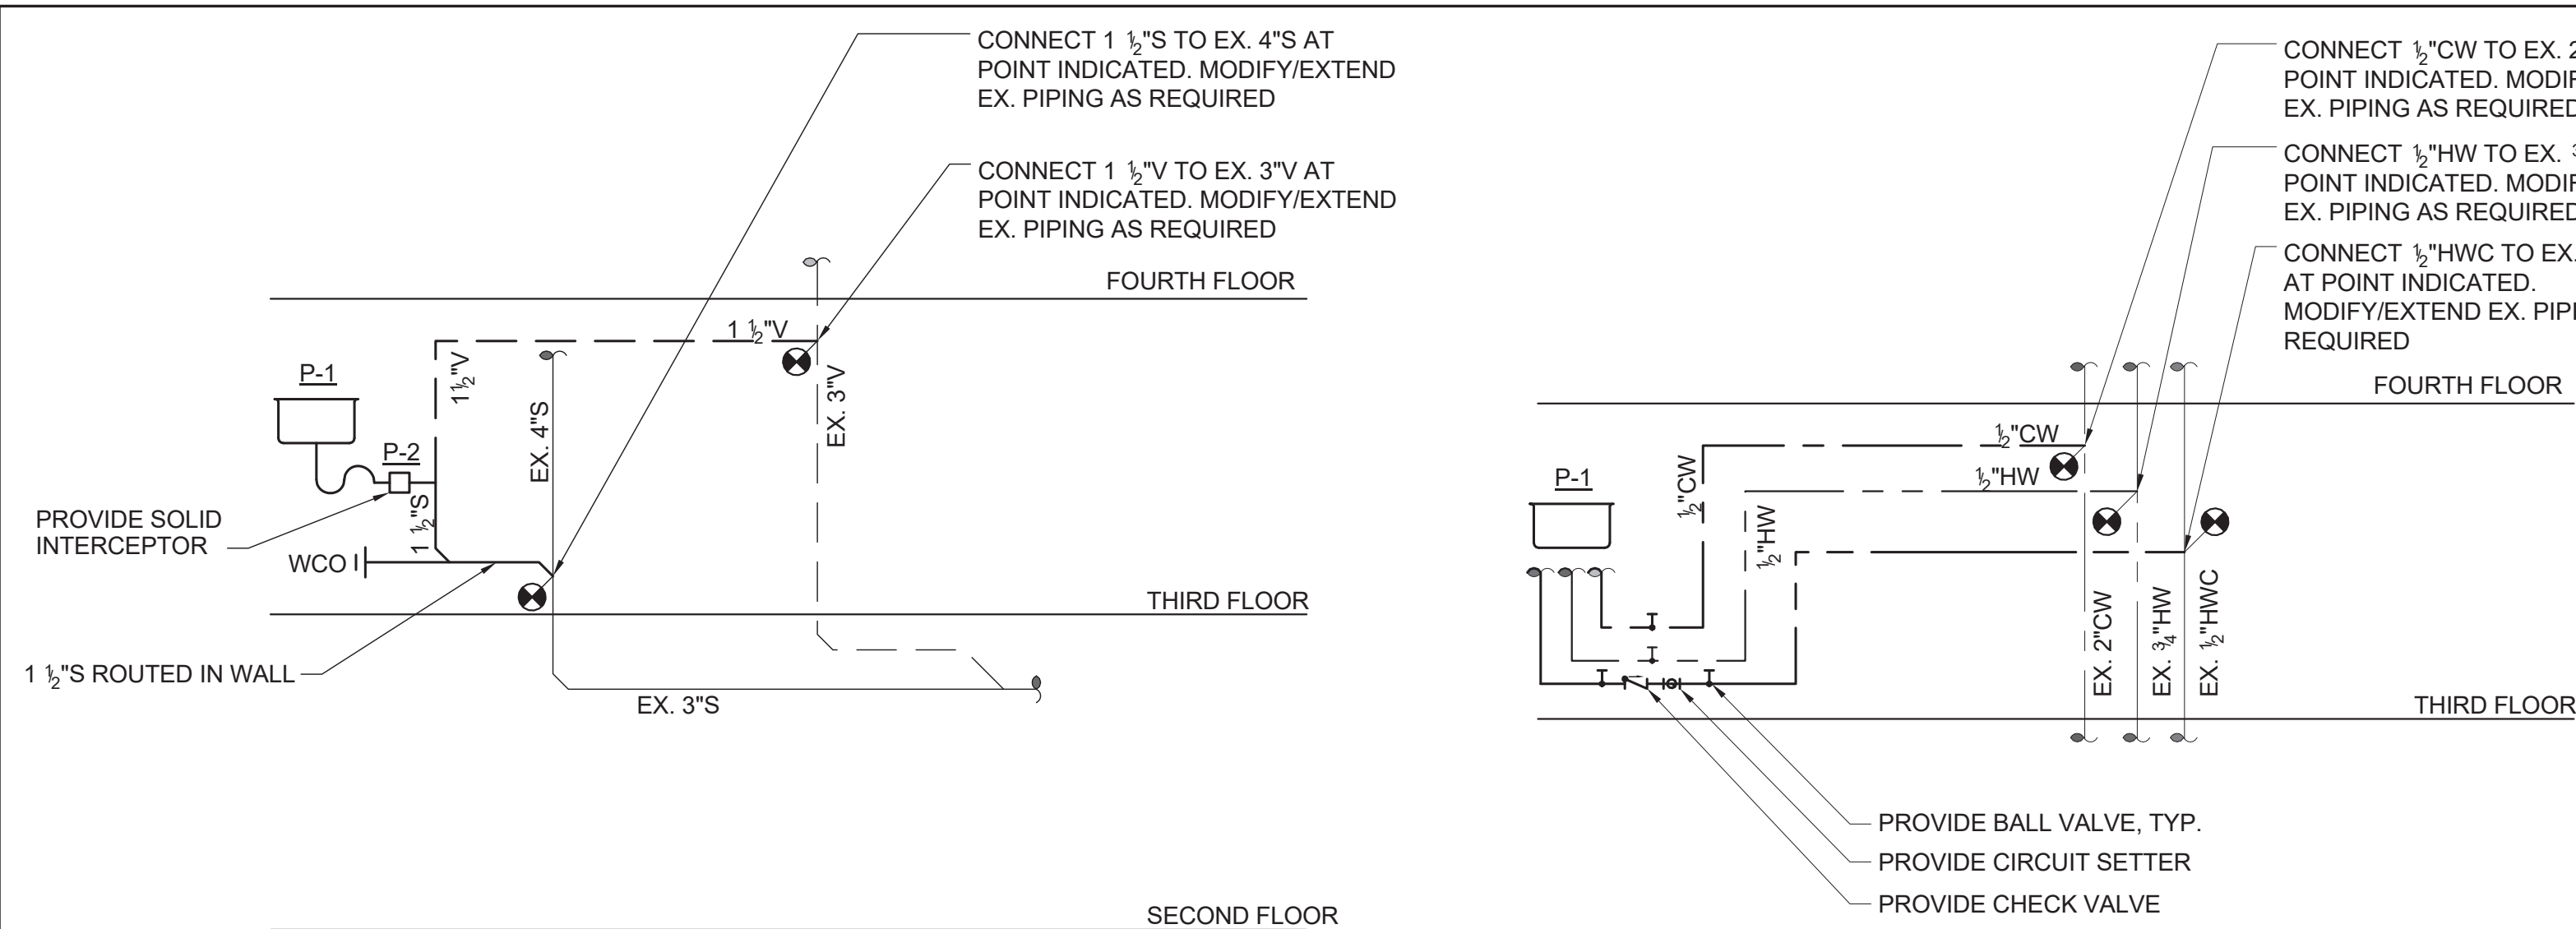 CONNECT 1 ½"S TO EX. 4"S AT
POINT INDICATED. MODIFY/EXTEND
EX. PIPING AS REQUIRED
CONNECT 1 ½"V TO EX. 3"V AT
POINT INDICATED. MODIFY/EXTEND
EX. PIPING AS REQUIRED
FOURTH FLOOR
1 ½"V
1 ½"V
P-1
EX. 4"S
EX. 3"V
P-2
1 ½"S
PROVIDE SOLID
INTERCEPTOR
WCO
THIRD FLOOR
1 ½"S ROUTED IN WALL
EX. 3"S
SECOND FLOOR
CONNECT ½"CW TO EX.
POINT INDICATED.
EX. PIPING AS REQUIRED
CONNECT ½"HW TO EX.
POINT INDICATED.
EX. PIPING AS REQUIRED
CONNECT ½"HWC TO EX.
AT POINT INDICATED.
MODIFY/EXTEND EX.
REQUIRED
FOURTH FLOOR
½"CW
½"HW
P-1
½"CW
½"HW
EX. 2"CW
EX. ¾"HW
EX. ½"HWC
THIRD FLOOR
PROVIDE BALL VALVE, TYP.
PROVIDE CIRCUIT SETTER
PROVIDE CHECK VALVE